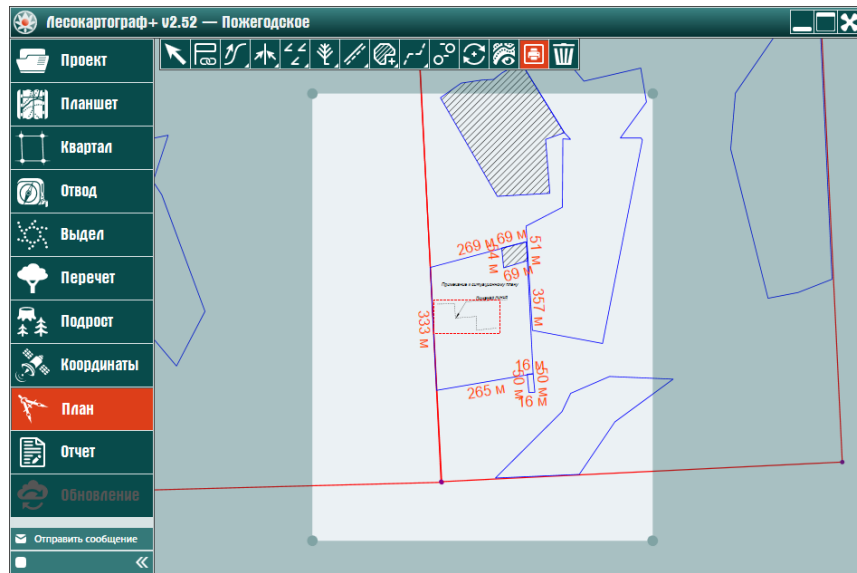 Лесокартограф+ v2.52 — Пожегодское
Проект
Планшет
Квартал
Отвод
Выдел
Перечет
Подрост
Координаты
План
Отчет
Обновление
Отправить сообщение
269 м
69 м
51 м
69 м
333 м
357 м
16 м
265 м
50 м
16 м